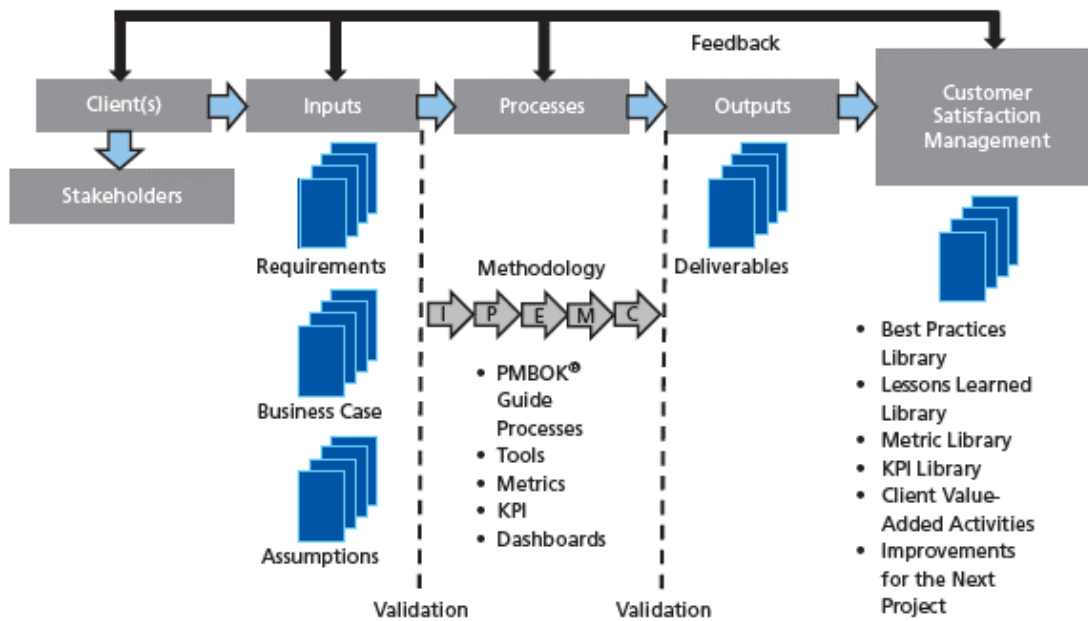 Feedback
Client(s)
Inputs
Processes
Outputs
Customer
Satisfaction
Management
Stakeholders
Requirements
Methodology
Deliverables
I P E M C
Business Case
• PMBOK®
Guide
Processes
• Tools
• Metrics
• KPI
• Dashboards
Assumptions
• Best Practices
Library
• Lessons Learned
Library
• Metric Library
• KPI Library
• Client Value-
Added Activities
• Improvements
for the Next
Project
Validation
Validation